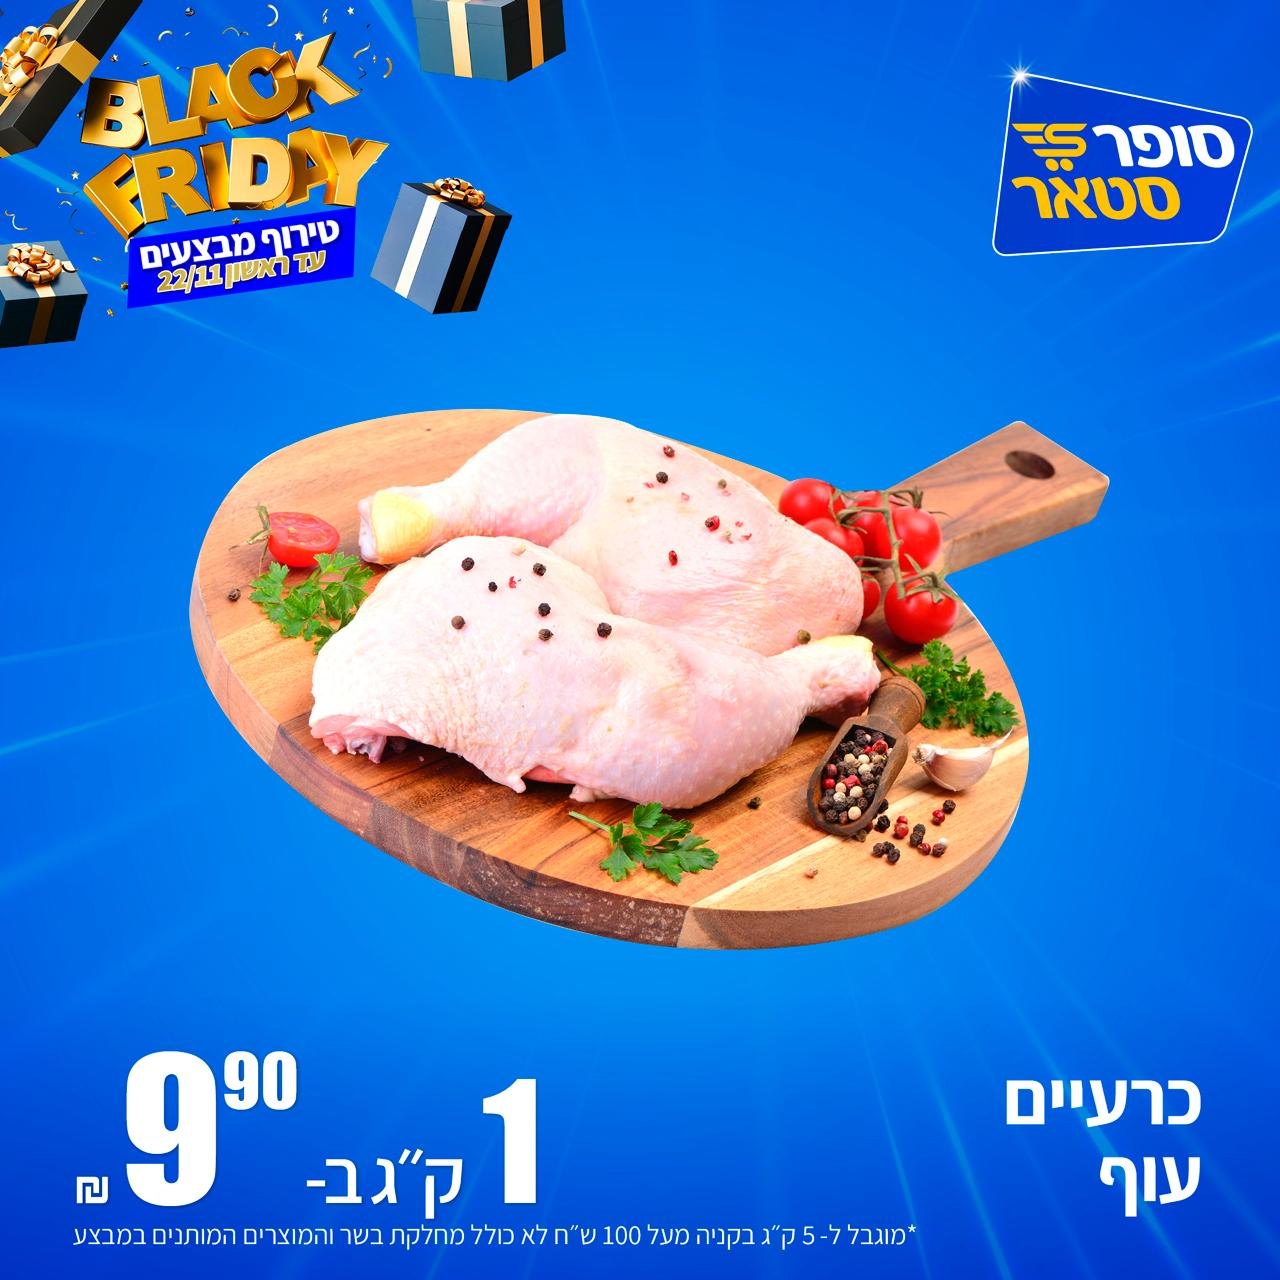 BLACK
FRIDAY
טירוף מבצעים
עד ראשון 22/11
סופר
סטאר
כרעיים
עוף
1 ק״ג ב- 9.90 ₪
*מוגבל ל- 5 ק״ג בקניה מעל 100 ש״ח לא כולל מחלקת בשר והמוצרים המותנים במבצע